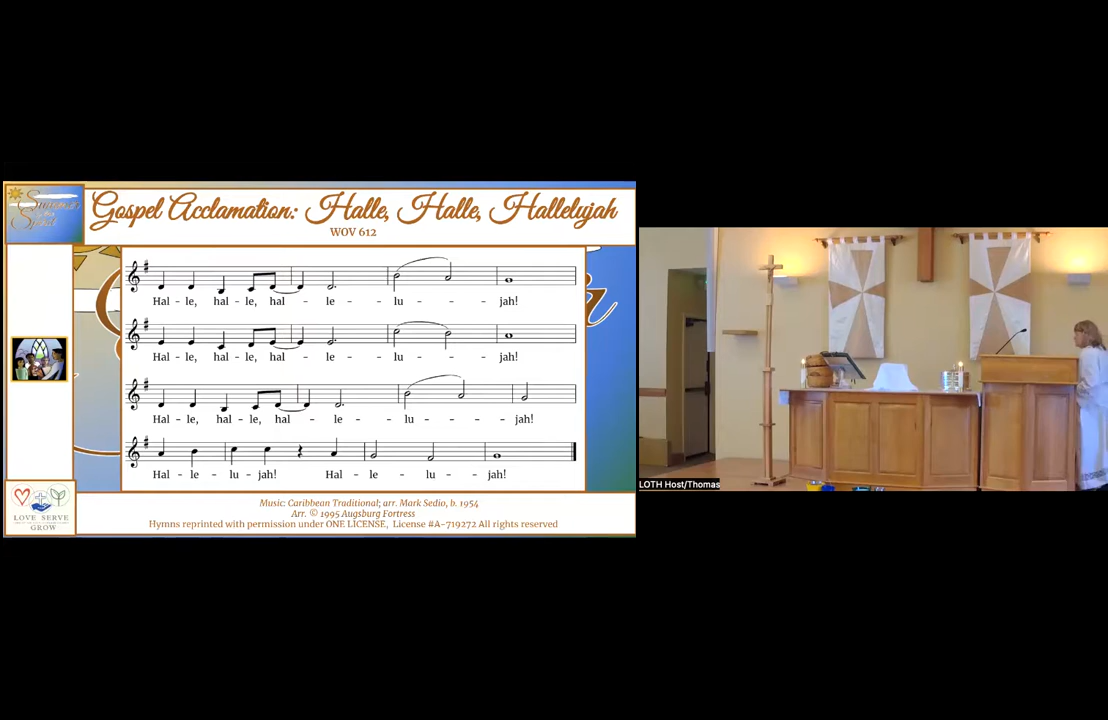 Summer
Gospel Acclamation: Halle, Halle, Hallelujah
WOV 612
Hal - le, hal - le, hal - le - lu - - - jah!
Hal - le, hal - le, hal - le - lu - - - jah!
Hal - le, hal - le, hal - le - lu - - - jah!
Hal - le - lu - jah! Hal - le - lu - jah!
LOVE SERVE
GROW
Music: Caribbean Traditional; arr. Mark Sedio, b. 1954
Arr. © 1995 Augsburg Fortress
Hymns reprinted with permission under ONE LICENSE, License #A-719272 All rights reserved
LOTH Host/Thomas